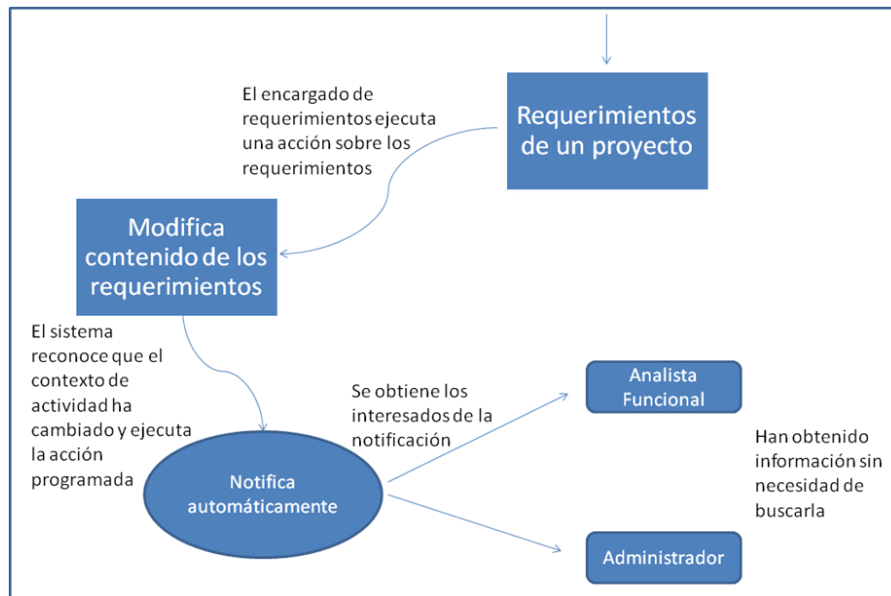 El encargado de
requerimientos ejecuta
una acción sobre los
requerimientos
Requerimientos
de un proyecto
Modifica
contenido de los
requerimientos
El sistema
reconoce que el
contexto de
actividad ha
cambiado y ejecuta
la acción
programada
Se obtiene los
interesados de la
notificación
Notifica
automáticamente
Analista
Funcional
Han obtenido
información sin
necesidad de
buscarla
Administrador